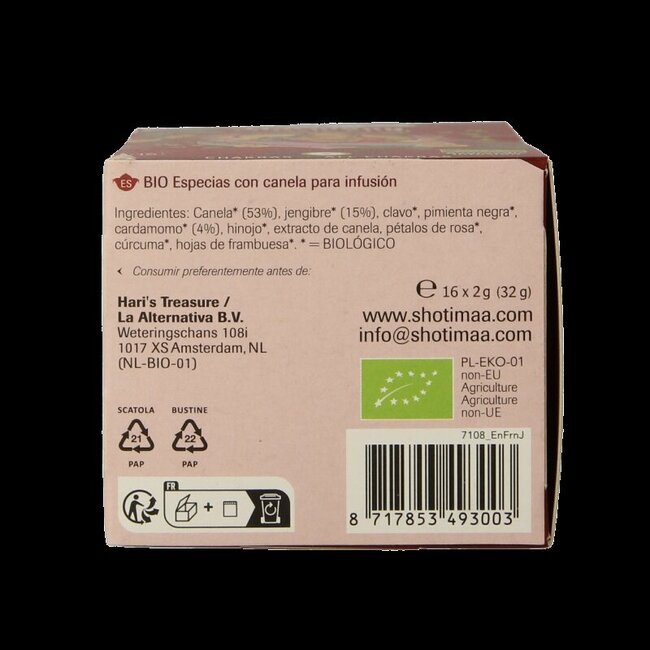 ES BIO Especias con canela para infusión
Ingredientes: Canela* (53%), jengibre* (15%), clavo*, pimienta negra*,
cardamomo* (4%), hinojo*, extracto de canela, pétalos de rosa*,
cúrcuma*, hojas de frambuesa*. * = BIOLÓGICO
Consumir preferentemente antes de:
Hari's Treasure /
La Alternativa B.V.
Weteringschans 108i
1017 XS Amsterdam, NL
(NL-BIO-01)
℮ 16 x 2g (32 g)
www.shotimaa.com
info@shotimaa.com
PL-EKO-01
non-EU
Agriculture
Agriculture
non-UE
SCATOLA BUSTINE
21 22
PAP PAP
FR
+
7108_EnFrnJ
8 717853 493003